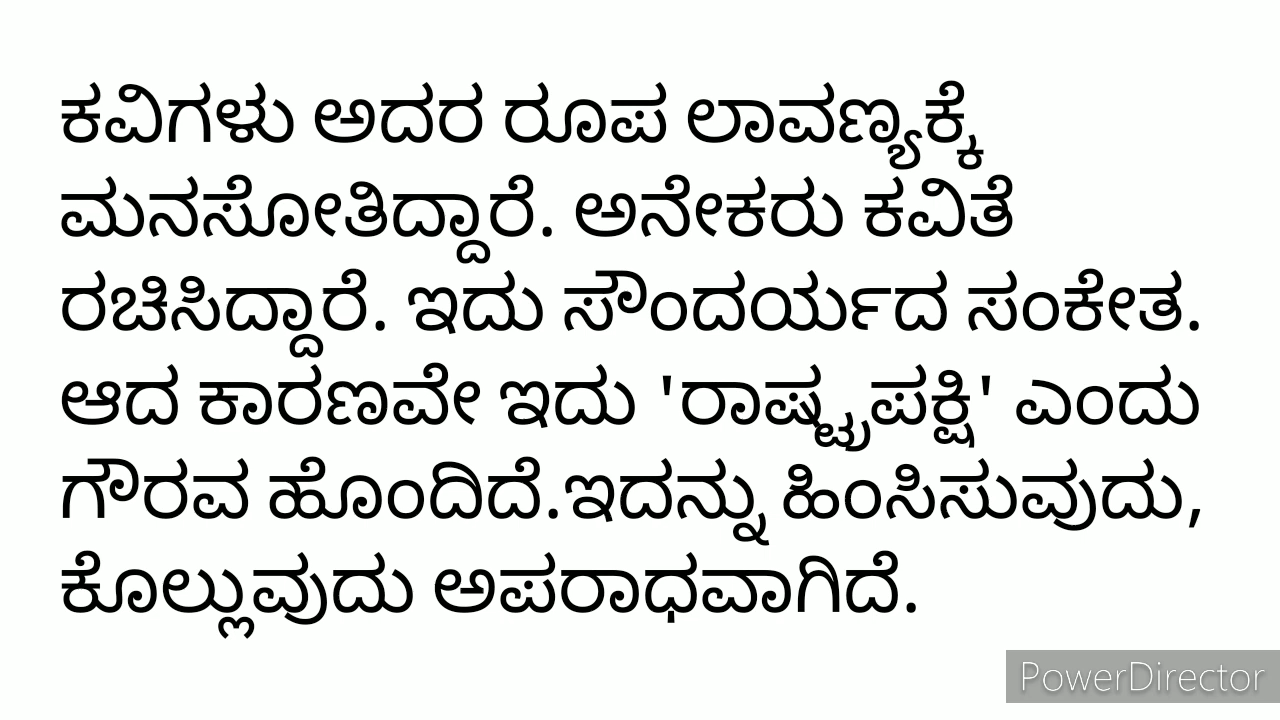 ಕವಿಗಳು ಅದರ ರೂಪ ಲಾವಣ್ಯಕ್ಕೆ
ಮನಸೋತಿದ್ದಾರೆ. ಅನೇಕರು ಕವಿತೆ
ರಚಿಸಿದ್ದಾರೆ. ಇದು ಸೌಂದರ್ಯದ ಸಂಕೇತ.
ಆದ ಕಾರಣವೇ ಇದು 'ರಾಷ್ಟ್ರಪಕ್ಷಿ' ಎಂದು
ಗೌರವ ಹೊಂದಿದೆ.ಇದನ್ನು ಹಿಂಸಿಸುವುದು,
ಕೊಲ್ಲುವುದು ಅಪರಾಧವಾಗಿದೆ.
PowerDirector